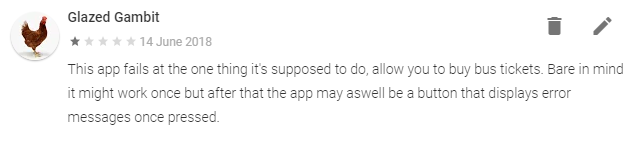 Glazed Gambit
14 June 2018
This app fails at the one thing it's supposed to do, allow you to buy bus tickets. Bare in mind
it might work once but after that the app may aswell be a button that displays error
messages once pressed.